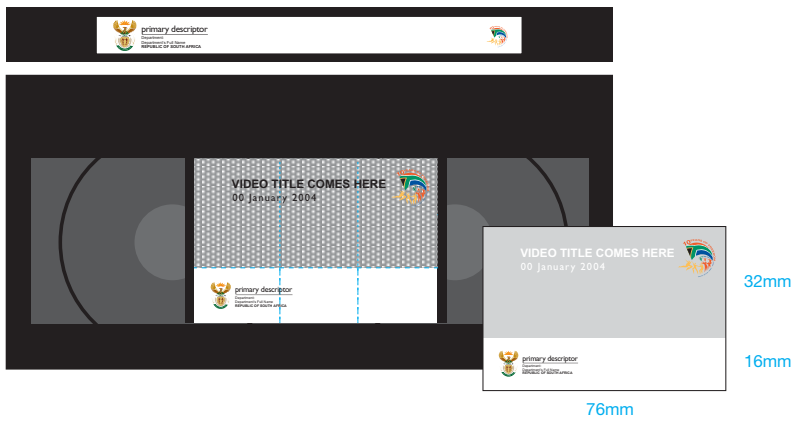 primary descriptor
Department:
Department's Full Name
REPUBLIC OF SOUTH AFRICA
VIDEO TITLE COMES HERE
00 January 2004
primary descriptor
Department:
Department's Full Name
REPUBLIC OF SOUTH AFRICA
VIDEO TITLE COMES HERE
00 January 2004
primary descriptor
Department:
Department's Full Name
REPUBLIC OF SOUTH AFRICA
32mm
16mm
76mm